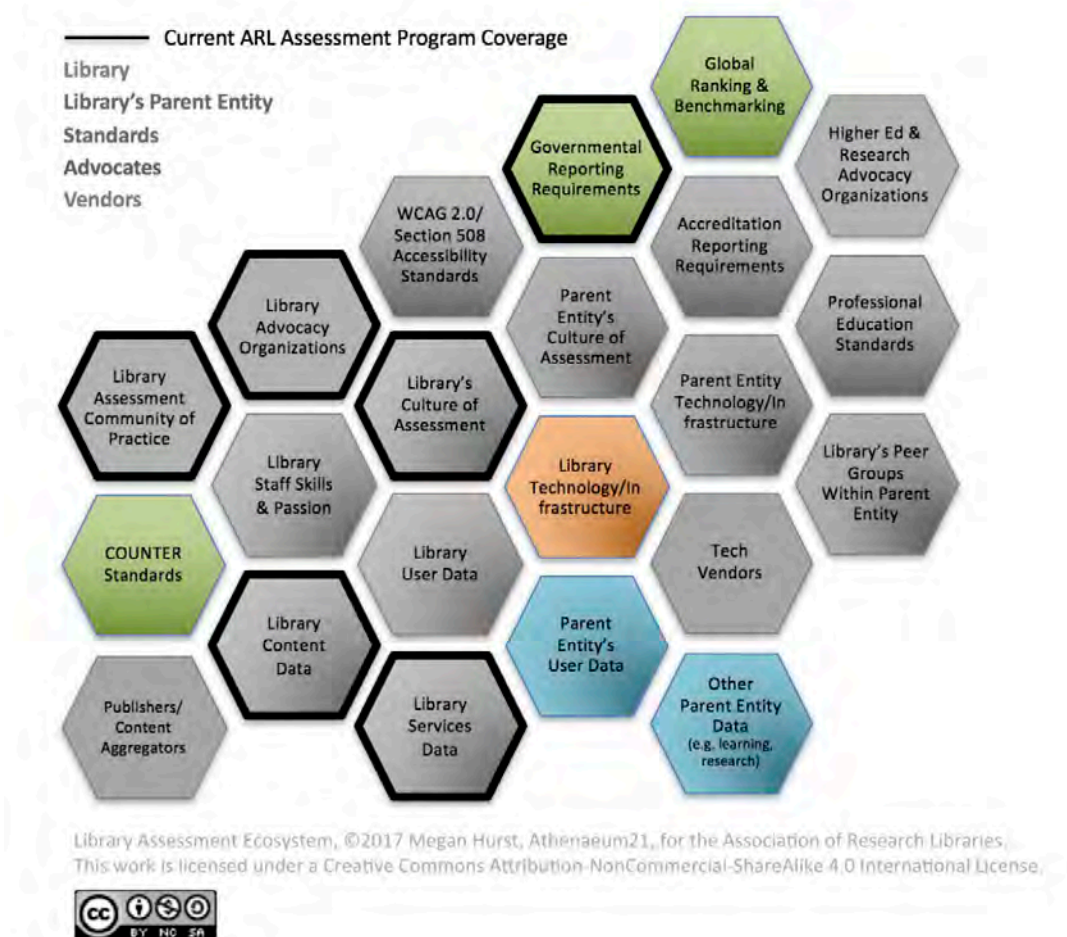 Current ARL Assessment Program Coverage
Library
Library's Parent Entity
Standards
Advocates
Vendors
Global
Ranking &
Benchmarking
Governmental
Reporting
Requirements
Higher Ed &
Research
Advocacy
Organizations
WCAG 2.0/
Section 508
Accessibility
Standards
Accreditation
Reporting
Requirements
Library
Advocacy
Organizations
Parent
Entity's
Culture of
Assessment
Professional
Education
Standards
Library
Assessment
Community of
Practice
Library's
Culture of
Assessment
Parent Entity
Technology/In
frastructure
Library
Staff Skills
& Passion
Library
Technology/In
frastructure
Library's Peer
Groups
Within Parent
Entity
COUNTER
Standards
Library
User Data
Tech
Vendors
Library
Content
Data
Parent
Entity's
User Data
Publishers/
Content
Aggregators
Library
Services
Data
Other
Parent Entity
Data
(e.g. learning,
research)
Library Assessment Ecosystem, ©2017 Megan Hurst, Athenaeum21, for the Association of Research Libraries.
This work is licensed under a Creative Commons Attribution-NonCommercial-ShareAlike 4.0 International License.
cc
BY NC SA